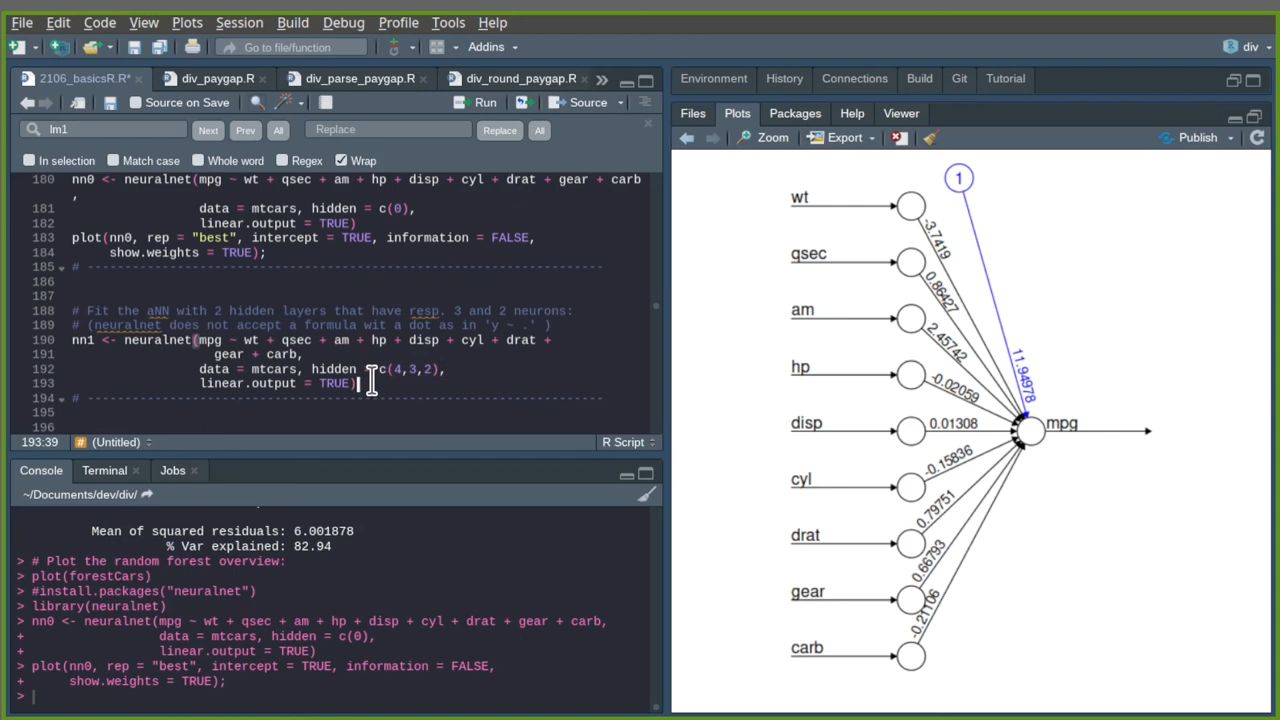 File Edit Code View Plots Session Build Debug Profile Tools Help
Go to file/function Addins div
2106_basicsR.R* div_paygap.R div_parse_paygap.R div_round_paygap.R
Source on Save Run Source
lm1 Next Prev All Replace Replace All
In selection Match case Whole word Regex Wrap
180 nn0 <- neuralnet(mpg ~ wt + qsec + am + hp + disp + cyl + drat + gear + carb
,
181 data = mtcars, hidden = c(0),
182 linear.output = TRUE)
183 plot(nn0, rep = "best", intercept = TRUE, information = FALSE,
184 show.weights = TRUE);
185 # -----------------------------------------------------------------------
186
187
188 # Fit the aNN with 2 hidden layers that have resp. 3 and 2 neurons:
189 # (neuralnet does not accept a formula wit a dot as in 'y ~ .' )
190 nn1 <- neuralnet(mpg ~ wt + qsec + am + hp + disp + cyl + drat +
191 gear + carb,
192 data = mtcars, hidden = c(4,3,2),
193 linear.output = TRUE)
194 # -----------------------------------------------------------------------
195
196
193:39 # (Untitled) R Script
Console Terminal Jobs
~/Documents/dev/div/
Mean of squared residuals: 6.001878
% Var explained: 82.94
> # Plot the random forest overview:
> plot(forestCars)
> #install.packages("neuralnet")
> library(neuralnet)
> nn0 <- neuralnet(mpg ~ wt + qsec + am + hp + disp + cyl + drat + gear + carb,
+ data = mtcars, hidden = c(0),
+ linear.output = TRUE)
> plot(nn0, rep = "best", intercept = TRUE, information = FALSE,
+ show.weights = TRUE);
>
Environment History Connections Build Git Tutorial
Files Plots Packages Help Viewer
Zoom Export Publish
1
wt
-3.7419
qsec
0.86427
am
2.45742
11.94978
hp
-0.02059
disp
0.01308
mpg
cyl
-0.15836
drat
0.79751
gear
0.66793
carb
-0.21106